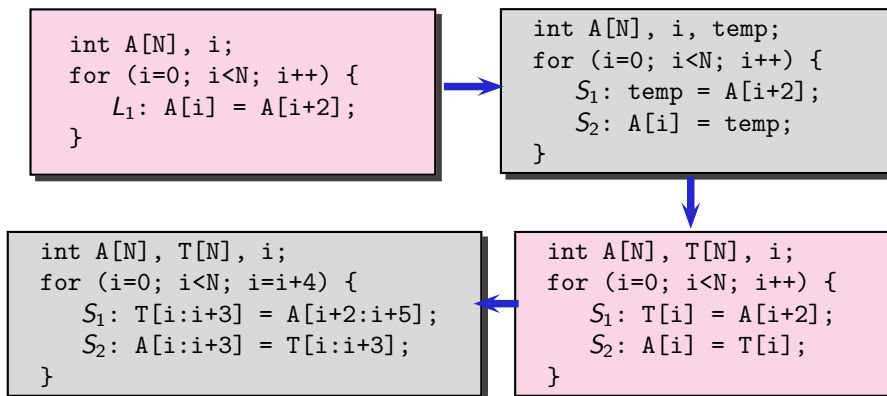 int A[N], i;
for (i=0; i<N; i++) {
L₁: A[i] = A[i+2];
}
int A[N], i, temp;
for (i=0; i<N; i++) {
S₁: temp = A[i+2];
S₂: A[i] = temp;
}
int A[N], T[N], i;
for (i=0; i<N; i=i+4) {
S₁: T[i:i+3] = A[i+2:i+5];
S₂: A[i:i+3] = T[i:i+3];
}
int A[N], T[N], i;
for (i=0; i<N; i++) {
S₁: T[i] = A[i+2];
S₂: A[i] = T[i];
}